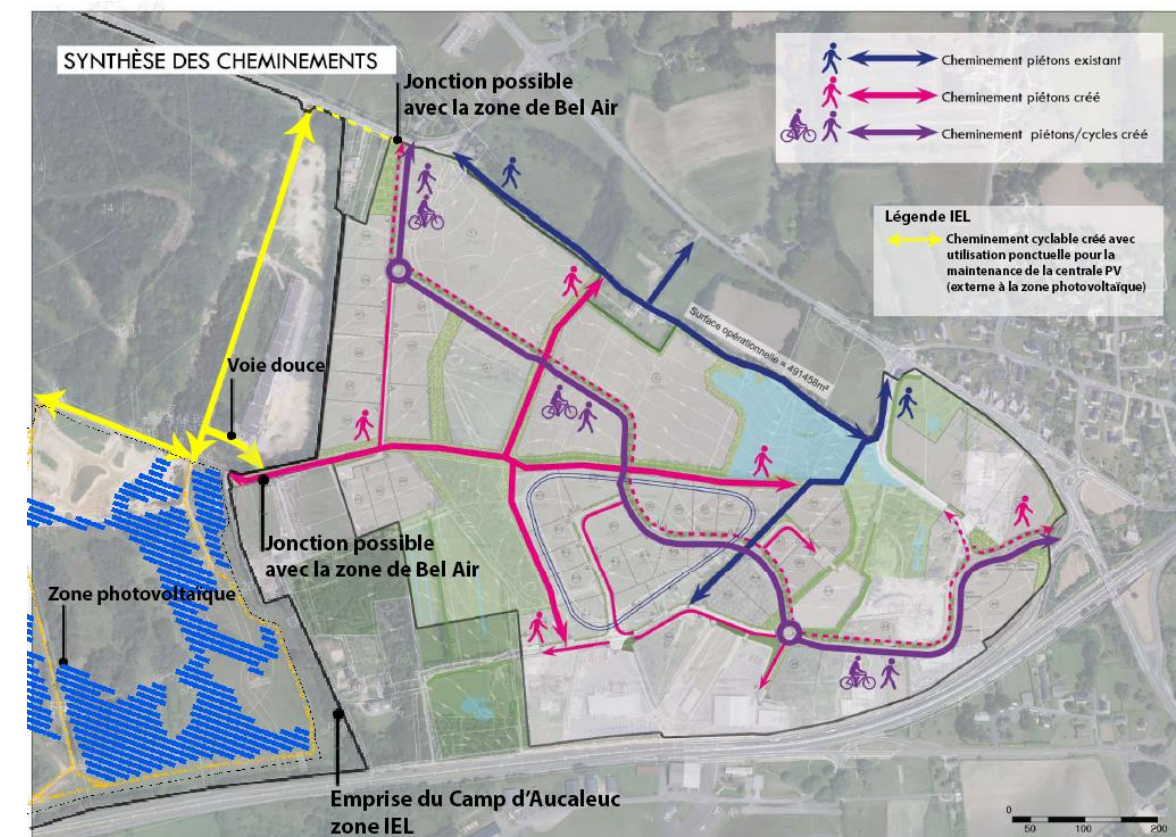 SYNTHÈSE DES CHEMINEMENTS
Jonction possible
avec la zone de Bel Air
Cheminement piétons existant
Cheminement piétons créé
Cheminement piétons/cycles créé
Légende IEL
Cheminement cyclable créé avec
utilisation ponctuelle pour la
maintenance de la centrale PV
(externe à la zone photovoltaïque)
Surface opérationnelle = 491458m²
Voie douce
Jonction possible
avec la zone de Bel Air
Zone photovoltaïque
Emprise du Camp d'Aucaleuc
zone IEL
0
50
100
200